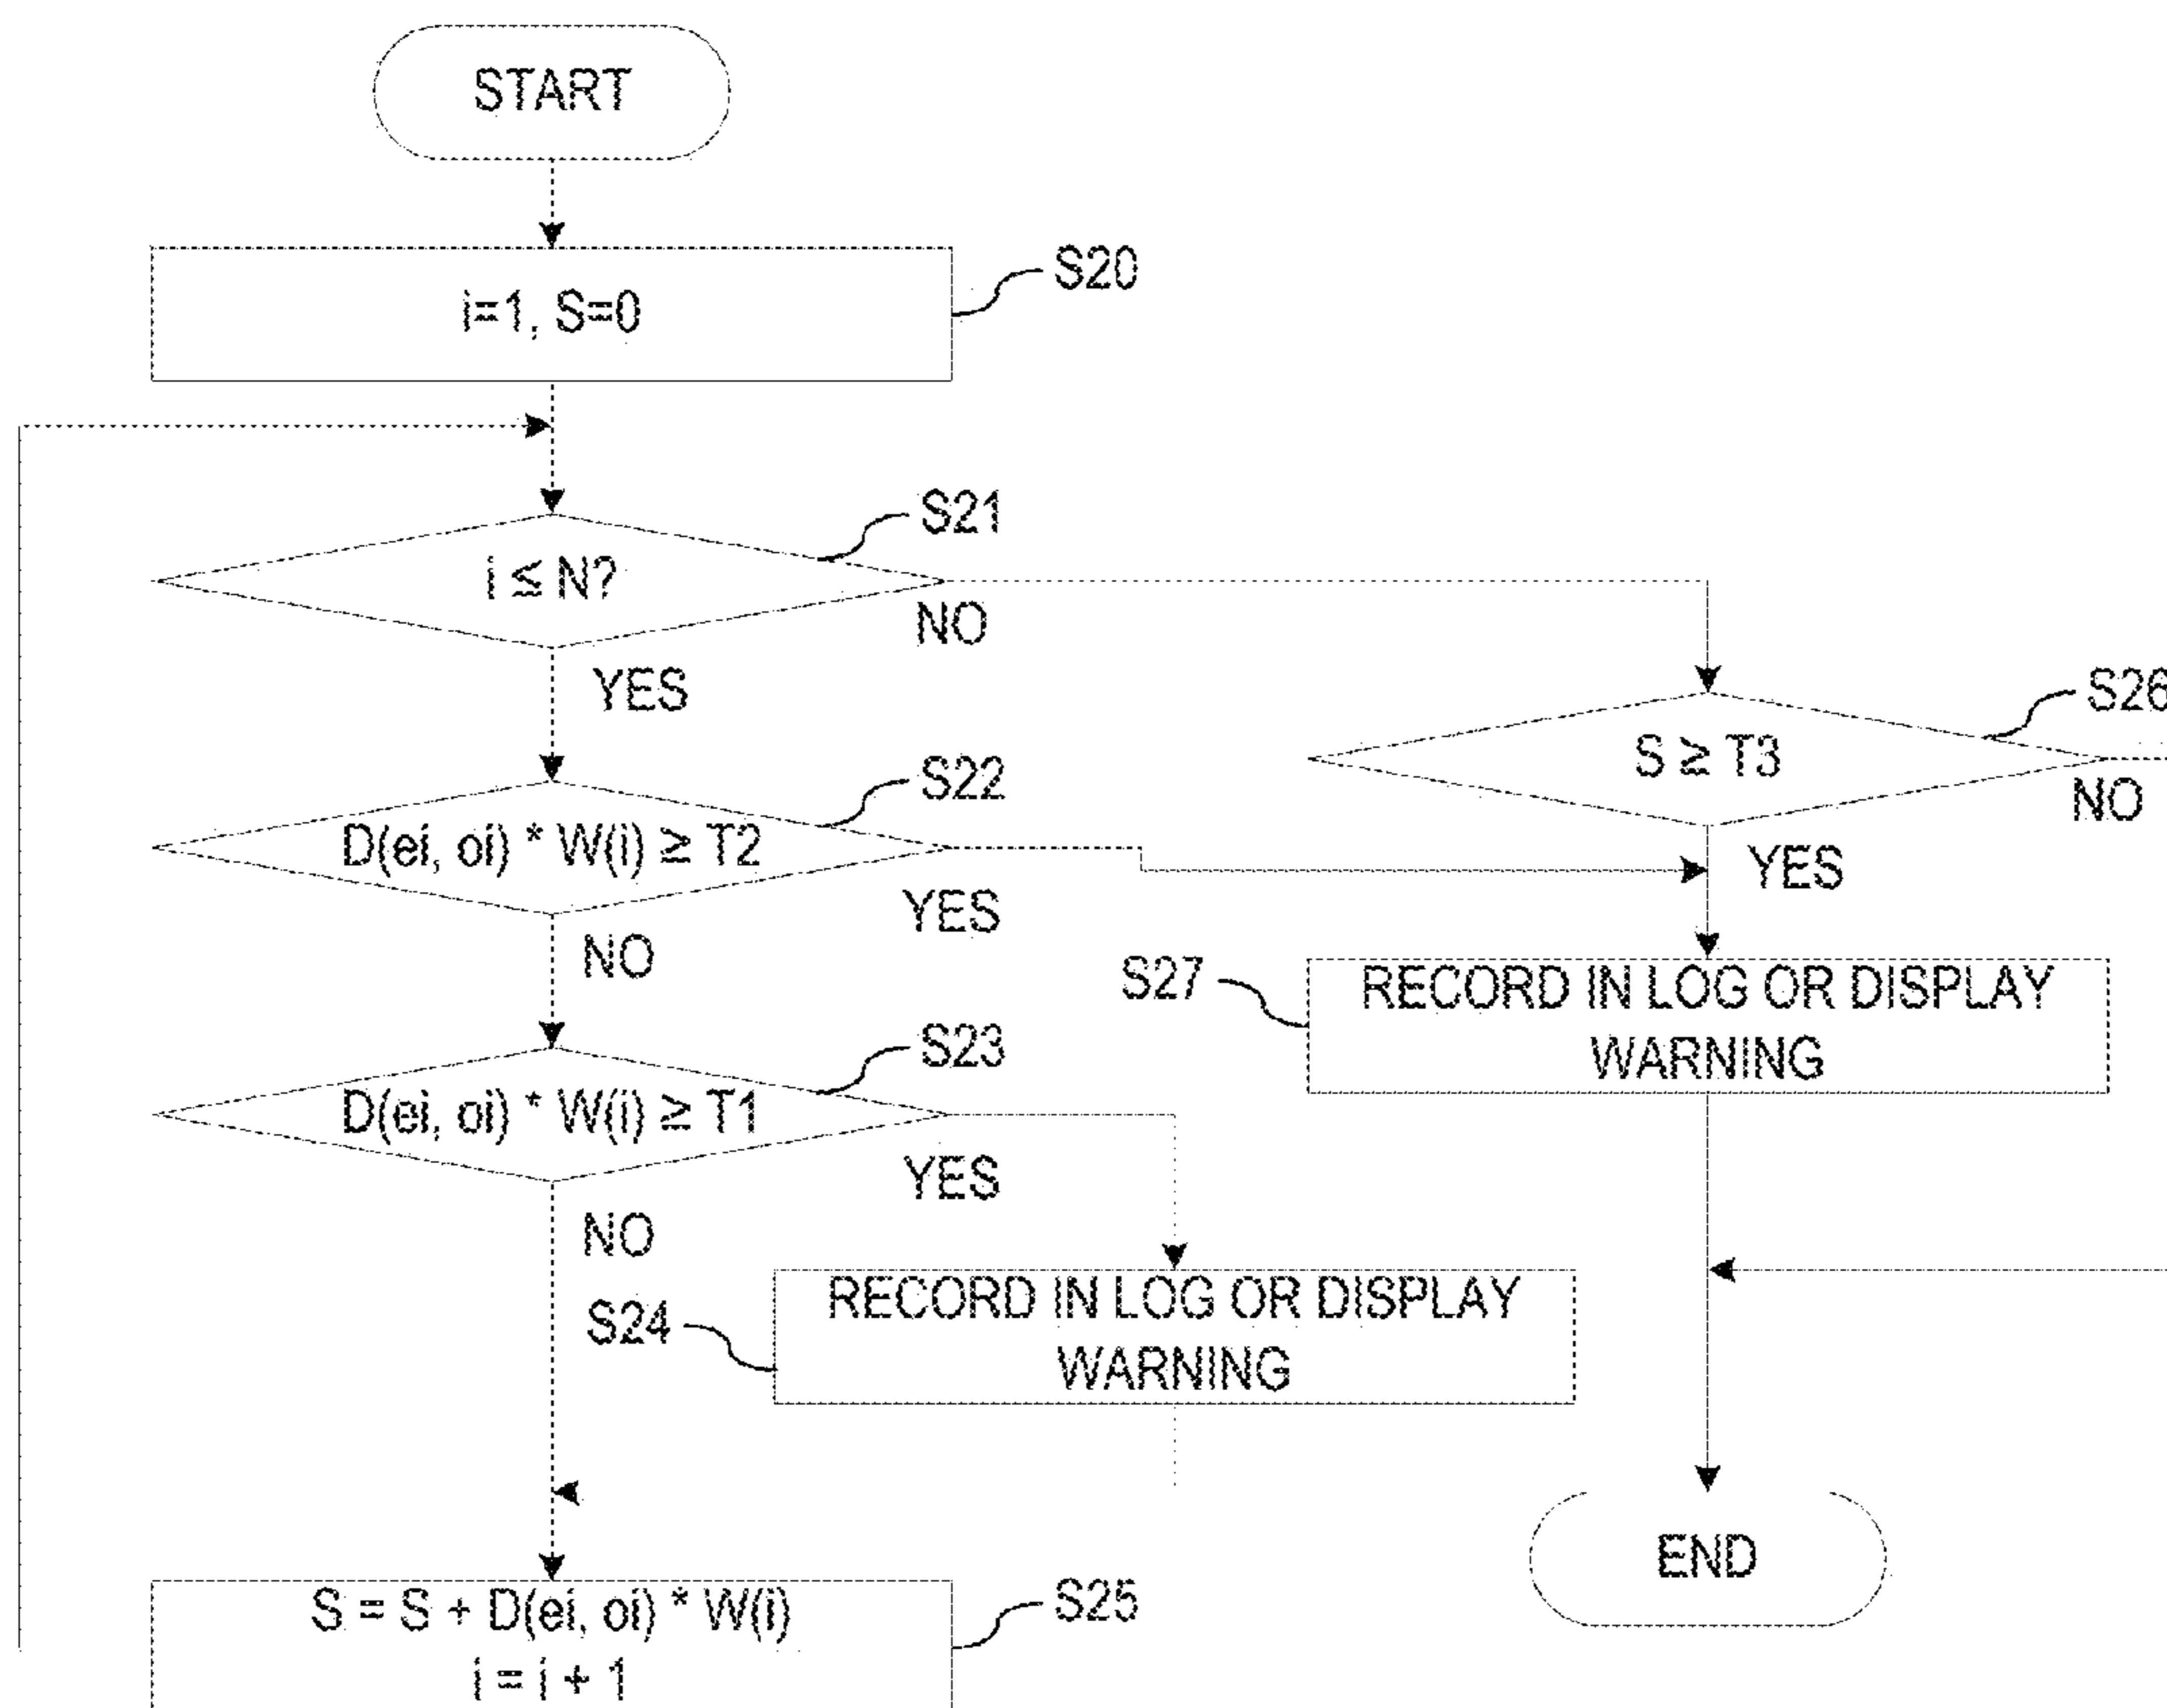 START
i=1, S=0
S20
i ≤ N?
S21
NO
YES
S ≥ T3
S26
NO
YES
D(ei, oi) * W(i) ≥ T2
S22
YES
NO
S27
RECORD IN LOG OR DISPLAY
WARNING
D(ei, oi) * W(i) ≥ T1
S23
YES
NO
S24
RECORD IN LOG OR DISPLAY
WARNING
END
S = S + D(ei, oi) * W(i)
i = i + 1
S25